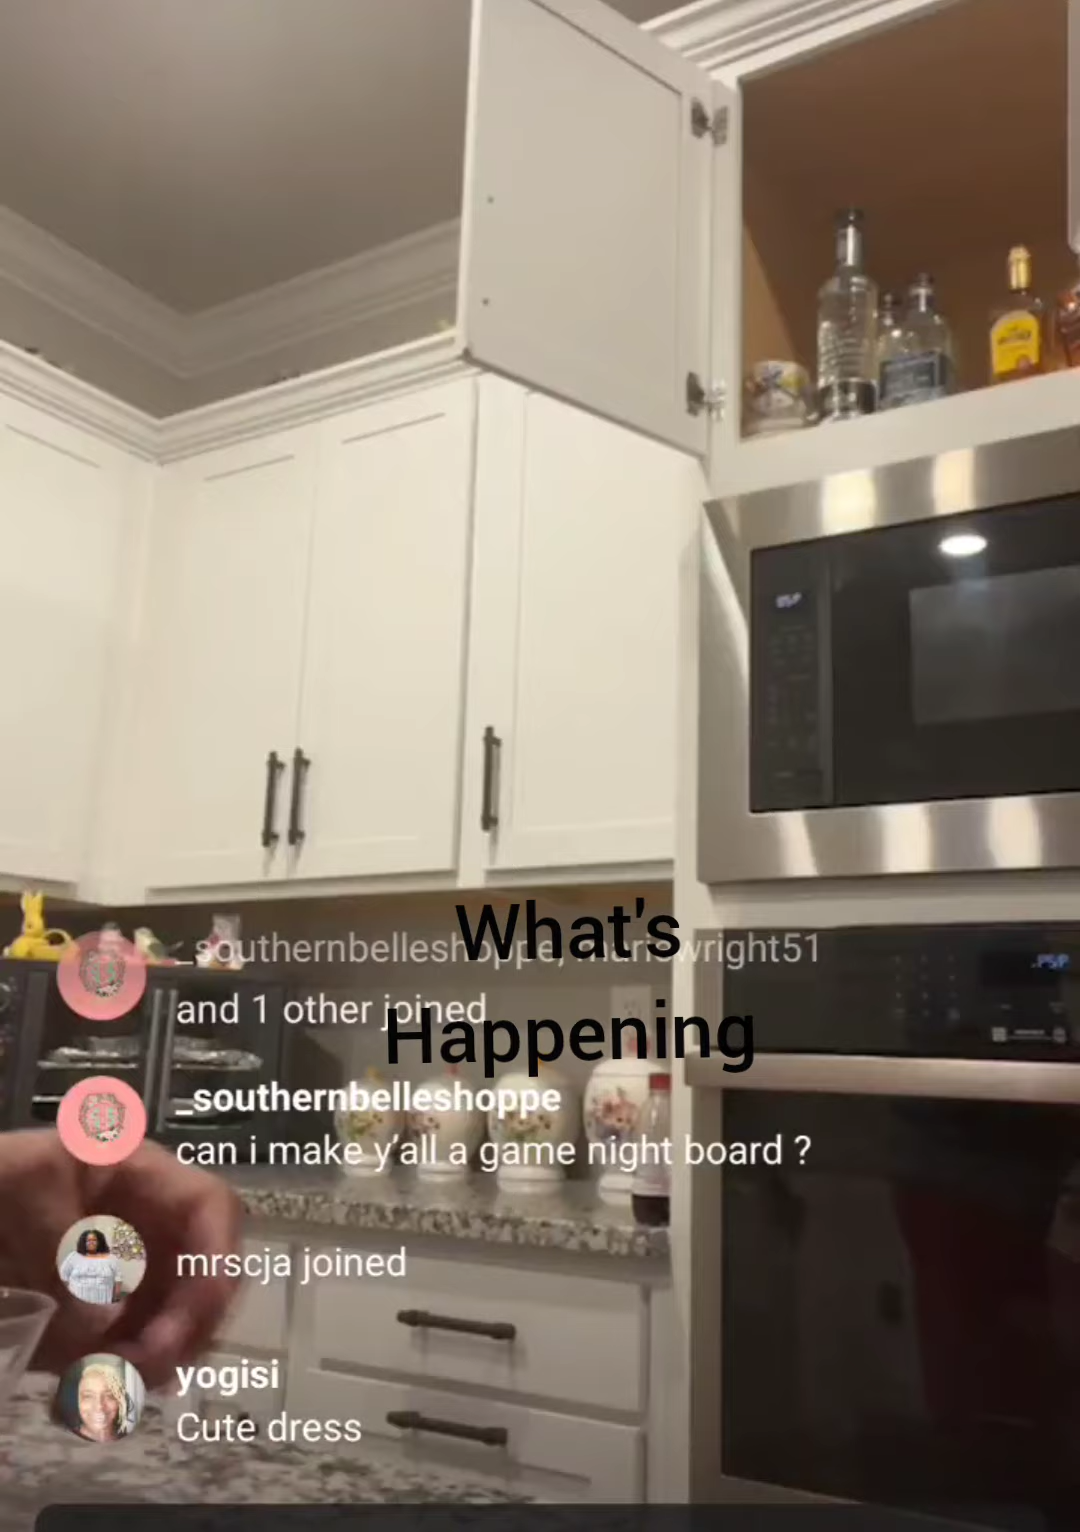 _southernbelleshoppe, mariewright51
and 1 other joined
What's
Happening
_southernbelleshoppe
can i make y’all a game night board ?
mrscja joined
yogisi
Cute dress